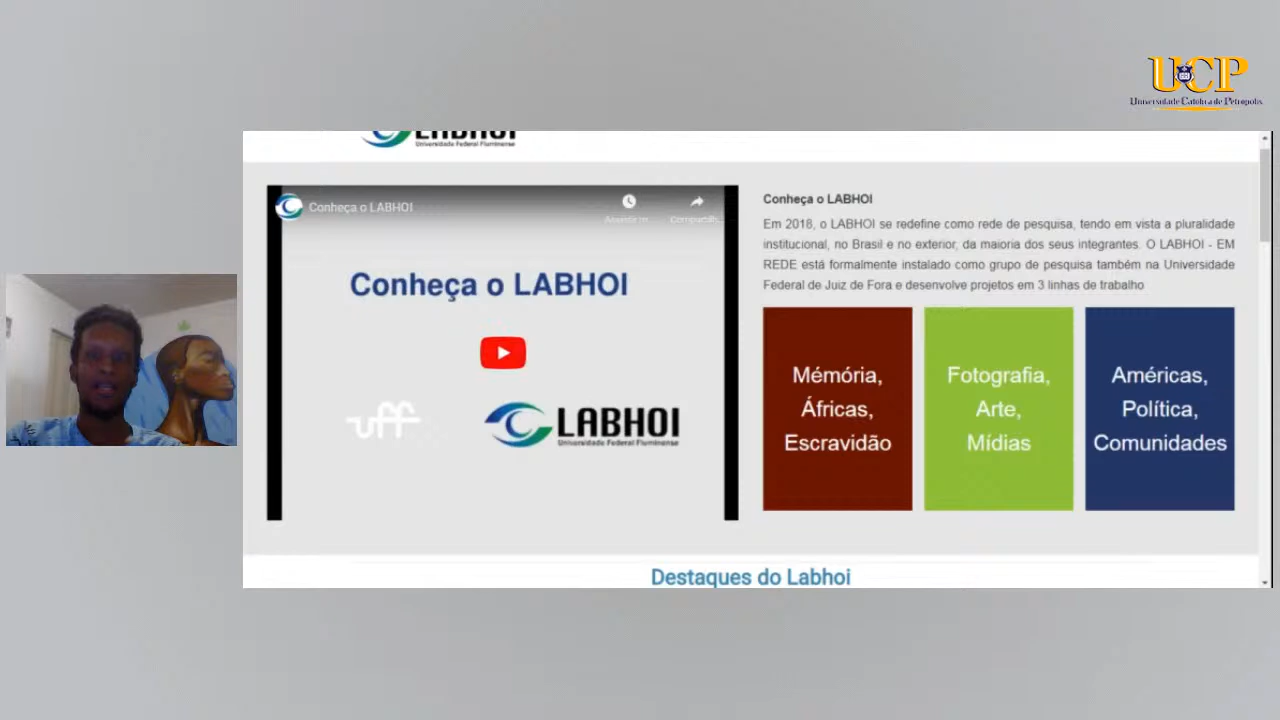 UCP
Universidade Católica de Petrópolis
LABHOI
Universidade Federal Fluminense
Conheça o LABHOI
Conheça o LABHOI
uff
LABHOI
Universidade Federal Fluminense
Conheça o LABHOI
Em 2018, o LABHOI se redefine como rede de pesquisa, tendo em vista a pluralidade
institucional, no Brasil e no exterior, da maioria dos seus integrantes. O LABHOI - EM
REDE está formalmente instalado como grupo de pesquisa também na Universidade
Federal de Juiz de Fora e desenvolve projetos em 3 linhas de trabalho
Mémória,
Áfricas,
Escravidão
Fotografia,
Arte,
Mídias
Américas,
Política,
Comunidades
Destaques do Labhoi